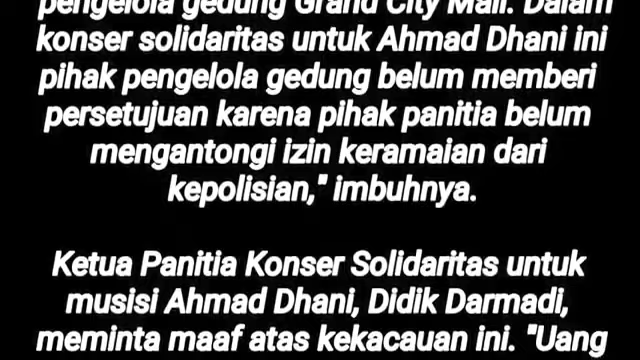 pengelola gedung Grand City Mall. Dalam
konser solidaritas untuk Ahmad Dhani ini
pihak pengelola gedung belum memberi
persetujuan karena pihak panitia belum
mengantongi izin keramaian dari
kepolisian," imbuhnya.
Ketua Panitia Konser Solidaritas untuk
musisi Ahmad Dhani, Didik Darmadi,
meminta maaf atas kekacauan ini. "Uang